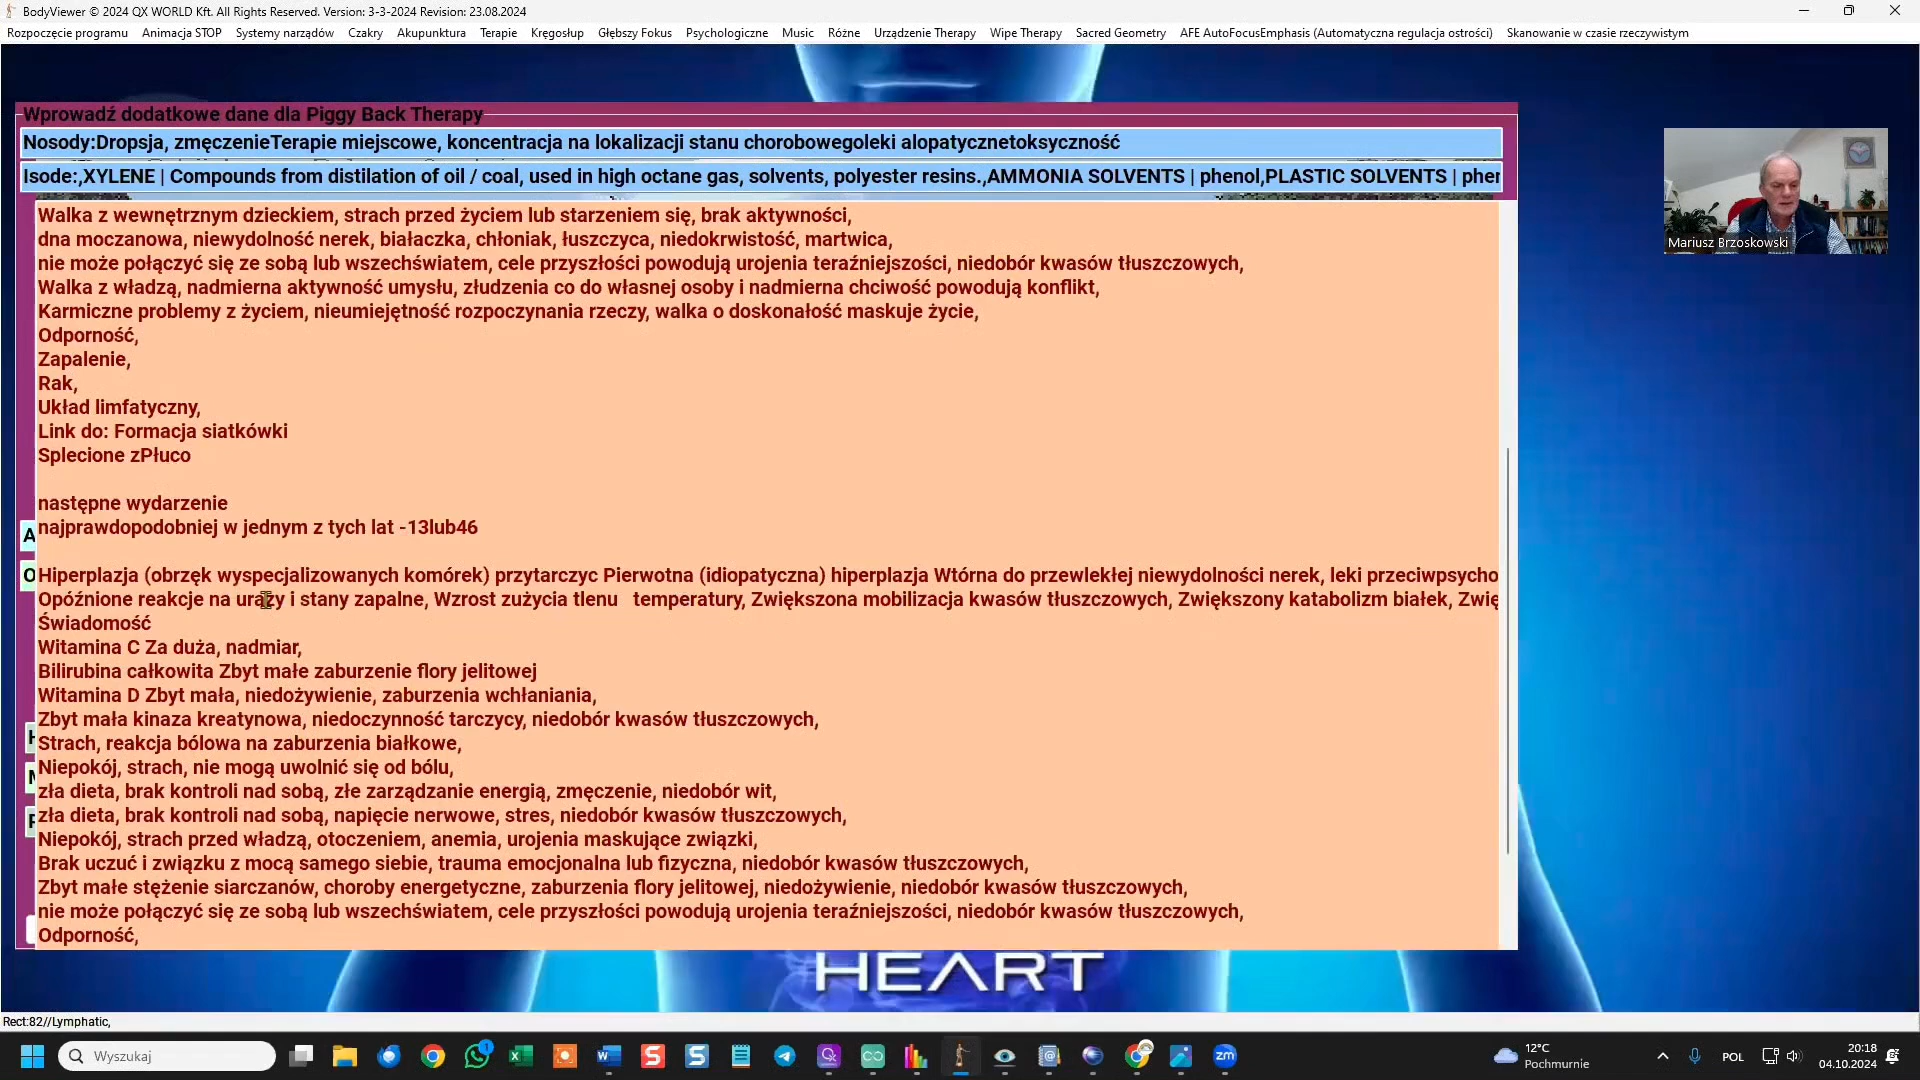 BodyViewer © 2024 QX WORLD Kft. All Rights Reserved. Version: 3-3-2024 Revision: 23.08.2024
Rozpoczęcie programu Animacja STOP Systemy narządów Czakry Akupunktura Terapie Kręgosłup Głębszy Fokus Psychologiczne Music Różne Urządzenie Therapy Wipe Therapy Sacred Geometry AFE AutoFocusEmphasis (Automatyczna regulacja ostrości) Skanowanie w czasie rzeczywistym
Wprowadź dodatkowe dane dla Piggy Back Therapy
Nosody:Dropsja, zmęczenieTerapie miejscowe, koncentracja na lokalizacji stanu chorobowegoleki alopatycznetoksyczność
Isode:,XYLENE | Compounds from distilation of oil / coal, used in high octane gas, solvents, polyester resins.,AMMONIA SOLVENTS | phenol,PLASTIC SOLVENTS | phen
Walka z wewnętrznym dzieckiem, strach przed życiem lub starzeniem się, brak aktywności,
dna moczanowa, niewydolność nerek, białaczka, chłoniak, łuszczyca, niedokrwistość, martwica,
nie może połączyć się ze sobą lub wszechświatem, cele przyszłości powodują urojenia teraźniejszości, niedobór kwasów tłuszczowych,
Walka z władzą, nadmierna aktywność umysłu, złudzenia co do własnej osoby i nadmierna chciwość powodują konflikt,
Karmiczne problemy z życiem, nieumiejętność rozpoczynania rzeczy, walka o doskonałość maskuje życie,
Odporność,
Zapalenie,
Rak,
Układ limfatyczny,
Link do: Formacja siatkówki
Splecione zPłuco
następne wydarzenie
najprawdopodobniej w jednym z tych lat -13lub46
Hiperplazja (obrzęk wyspecjalizowanych komórek) przytarczyc Pierwotna (idiopatyczna) hiperplazja Wtórna do przewlekłej niewydolności nerek, leki przeciwpsycho
Opóźnione reakcje na urazy i stany zapalne, Wzrost zużycia tlenu temperatury, Zwiększona mobilizacja kwasów tłuszczowych, Zwiększony katabolizm białek, Zwię
Świadomość
Witamina C Za duża, nadmiar,
Bilirubina całkowita Zbyt małe zaburzenie flory jelitowej
Witamina D Zbyt mała, niedożywienie, zaburzenia wchłaniania,
Zbyt mała kinaza kreatynowa, niedoczynność tarczycy, niedobór kwasów tłuszczowych,
Strach, reakcja bólowa na zaburzenia białkowe,
Niepokój, strach, nie mogą uwolnić się od bólu,
zła dieta, brak kontroli nad sobą, złe zarządzanie energią, zmęczenie, niedobór wit,
zła dieta, brak kontroli nad sobą, napięcie nerwowe, stres, niedobór kwasów tłuszczowych,
Niepokój, strach przed władzą, otoczeniem, anemia, urojenia maskujące związki,
Brak uczuć i związku z mocą samego siebie, trauma emocjonalna lub fizyczna, niedobór kwasów tłuszczowych,
Zbyt małe stężenie siarczanów, choroby energetyczne, zaburzenia flory jelitowej, niedożywienie, niedobór kwasów tłuszczowych,
nie może połączyć się ze sobą lub wszechświatem, cele przyszłości powodują urojenia teraźniejszości, niedobór kwasów tłuszczowych,
Odporność,
Mariusz Brzoskowski
HEART
Rect:82//Lymphatic,
Wyszukaj
12°C
Pochmurnie
POL
20:18
04.10.2024